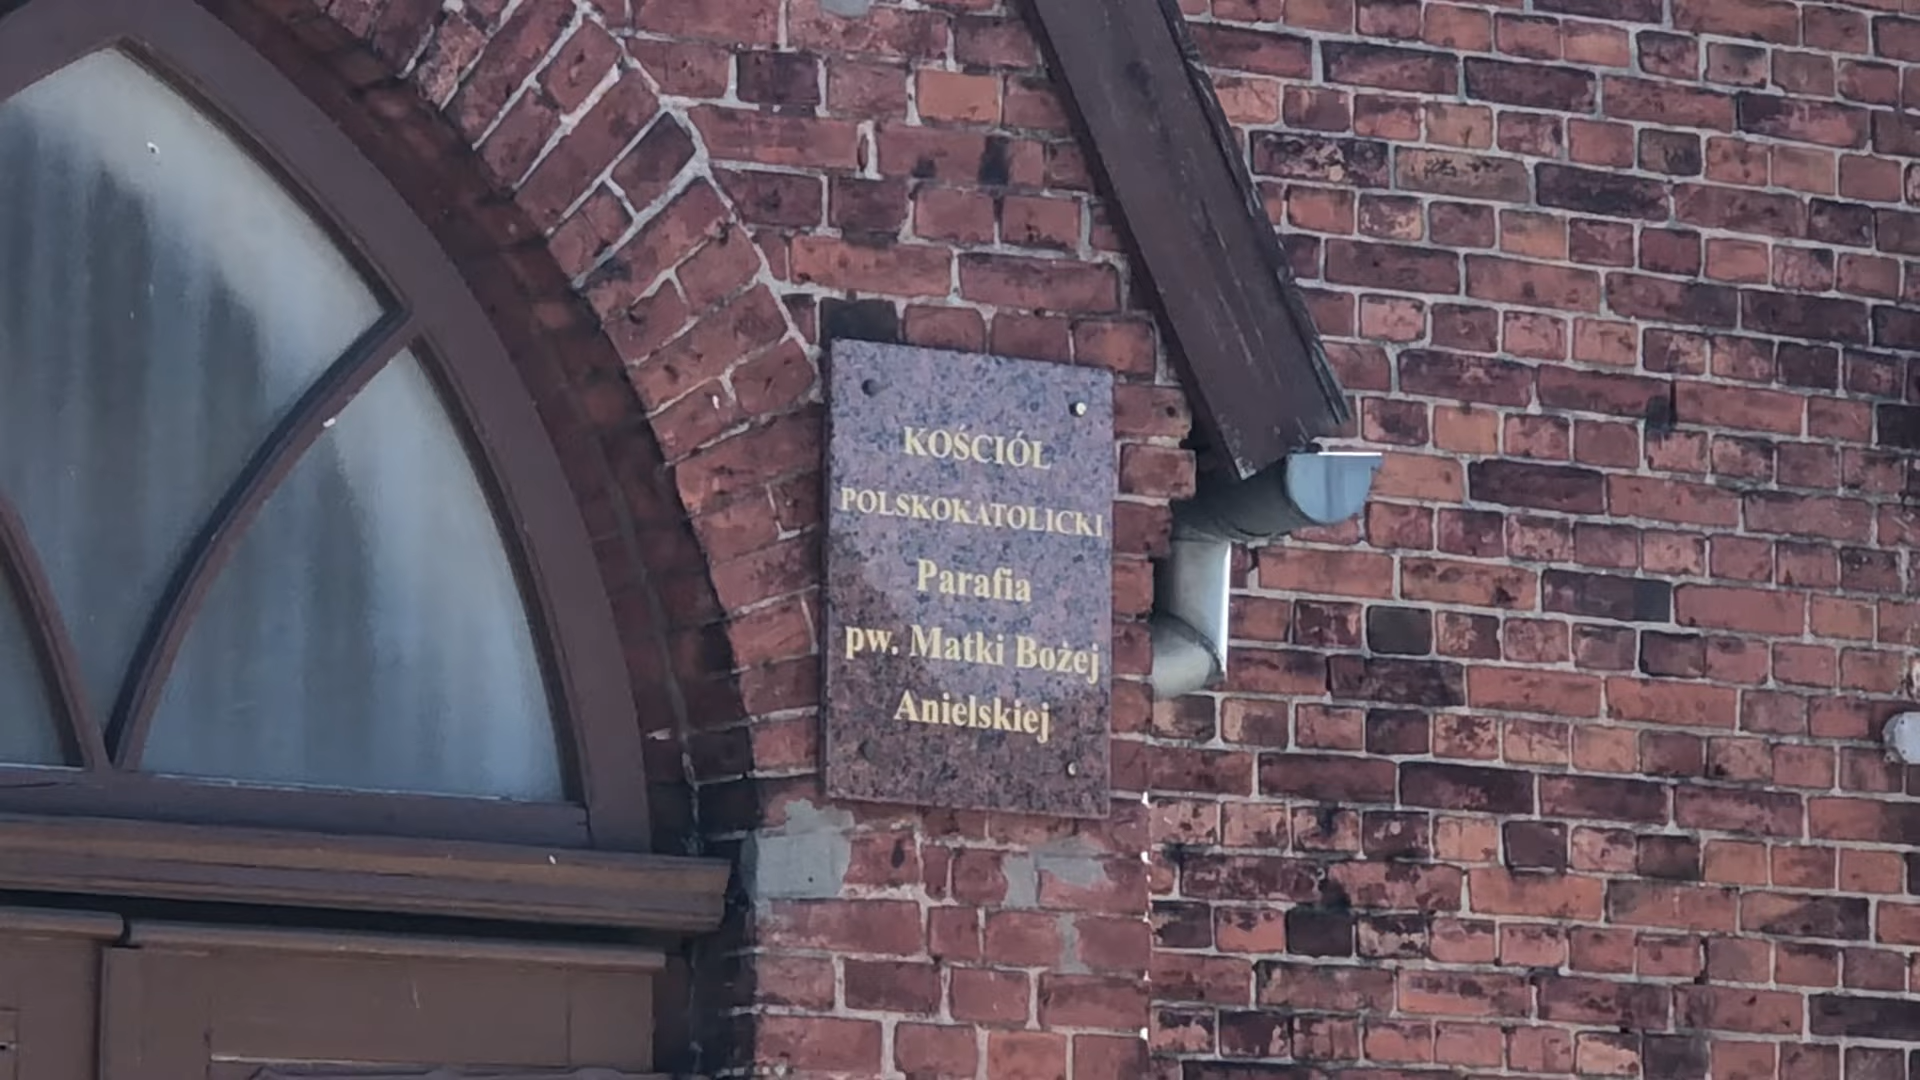 KOŚCIÓŁ
POLSKOKATOLICKI
Parafia
pw. Matki Bożej
Anielskiej